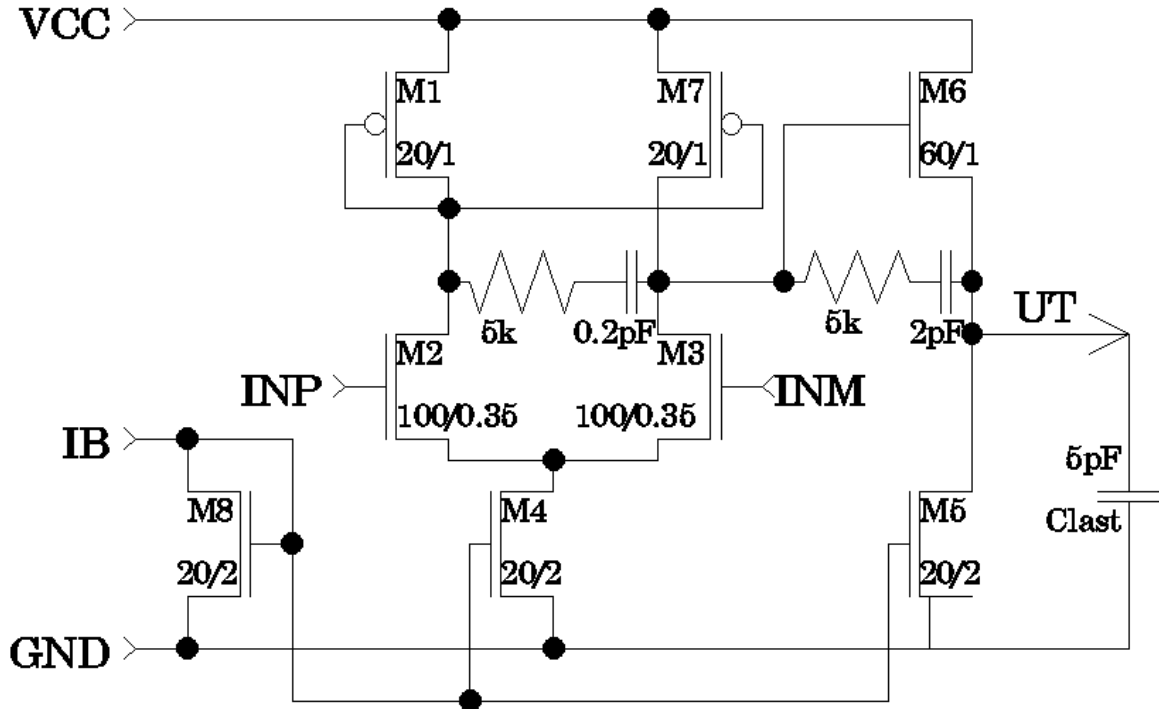 VCC
M1
M7
M6
20/1
20/1
60/1
UT
5k
0.2pF
5k
2pF
M2
M3
INP
INM
100/0.35
100/0.35
IB
5pF
M8
M4
M5
Clast
20/2
20/2
20/2
GND